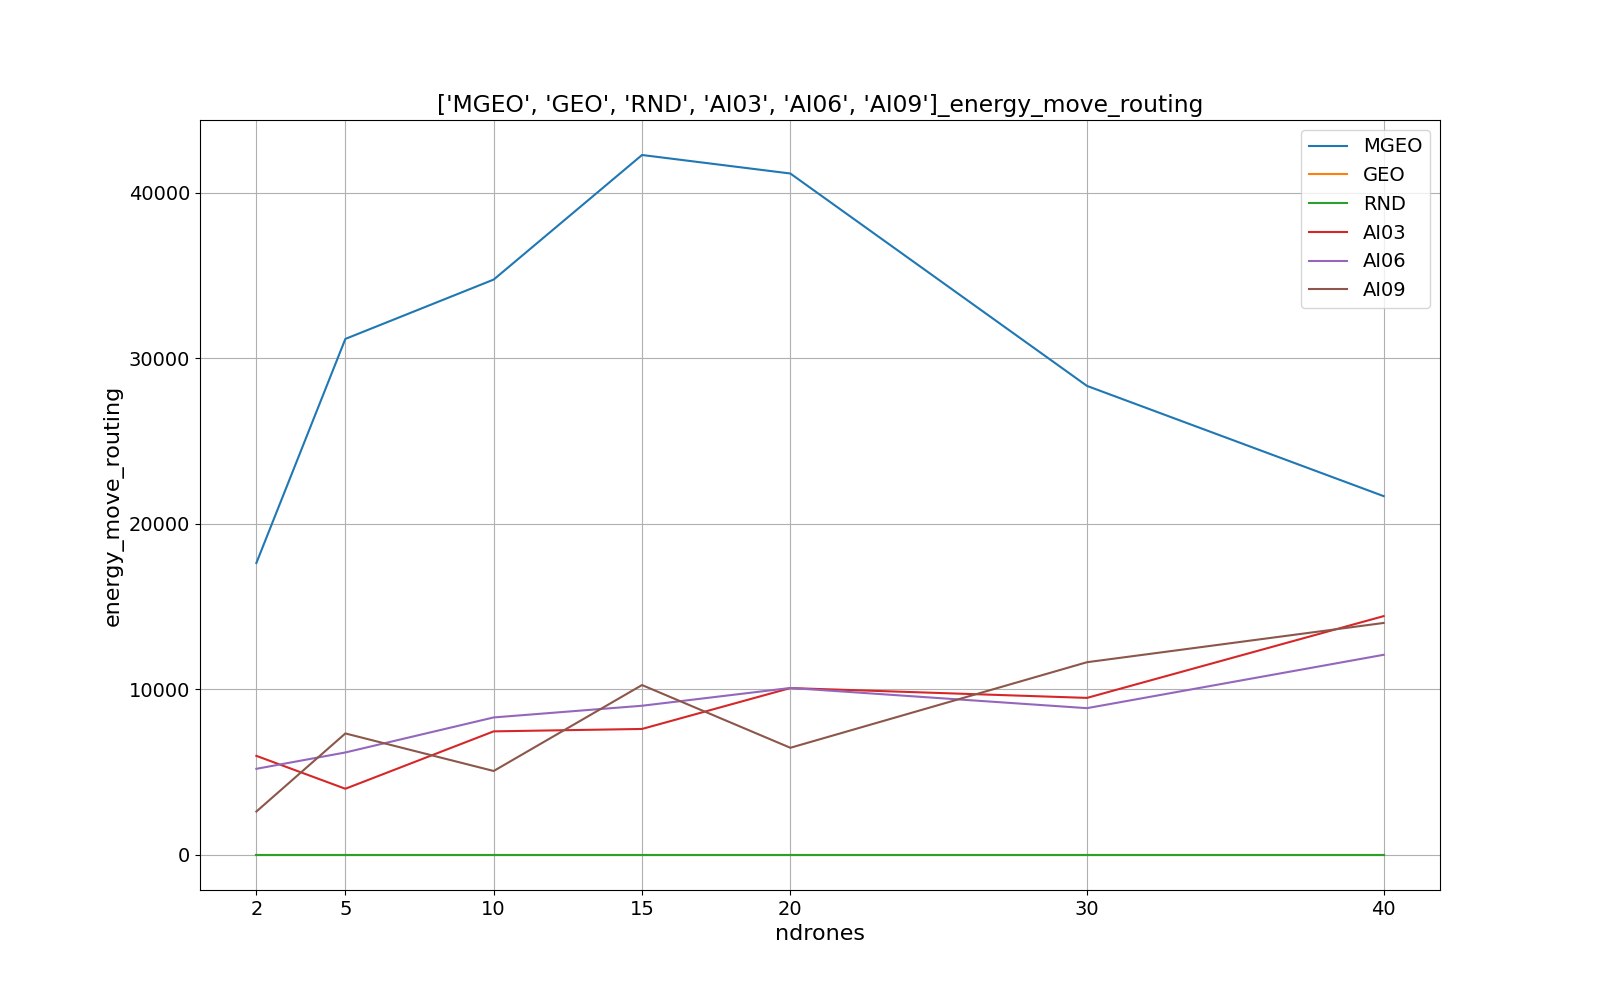 ['MGEO', 'GEO', 'RND', 'AI03', 'AI06', 'AI09']_energy_move_routing
MGEO
GEO
RND
AI03
AI06
AI09
energy_move_routing
40000
30000
20000
10000
0
2 5 10 15 20 30 40
ndrones